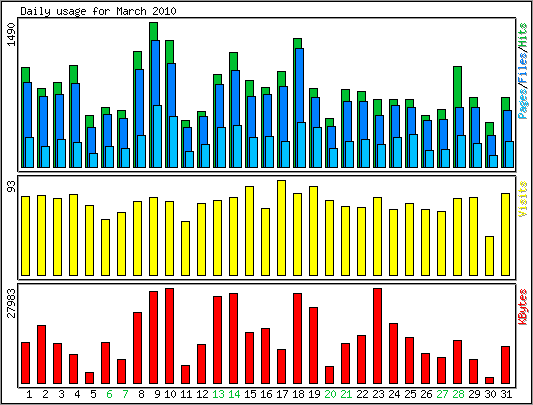 Daily usage for March 2010
1490
Pages/Files/Hits
93
Visits
27983
KBytes
1 2 3 4 5 6 7 8 9 10 11 12 13 14 15 16 17 18 19 20 21 22 23 24 25 26 27 28 29 30 31